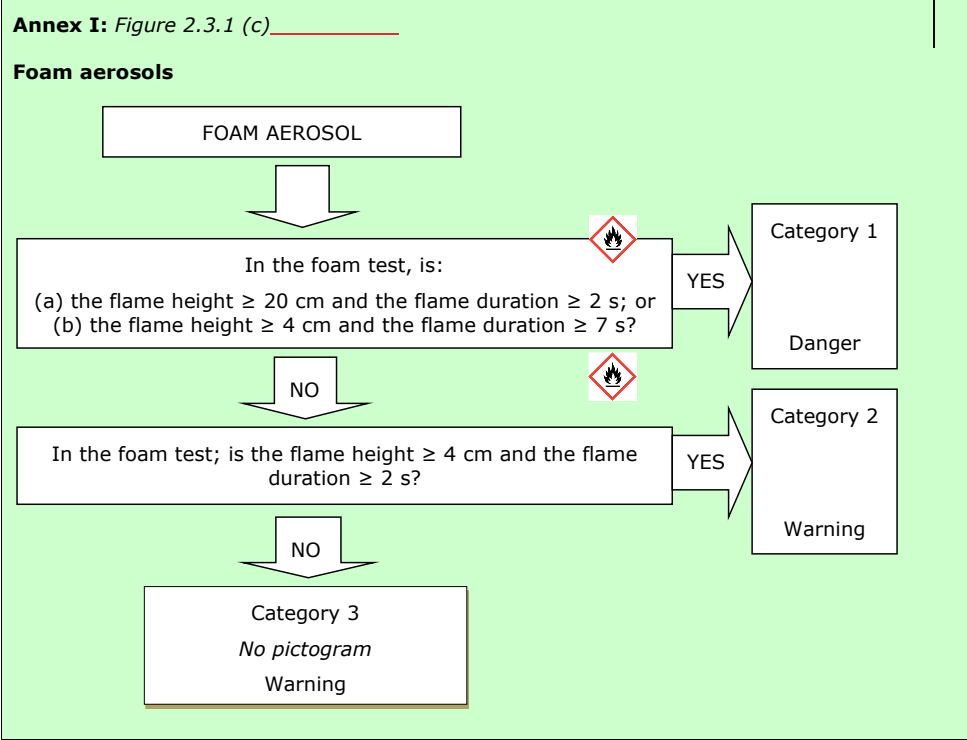 Annex I: Figure 2.3.1 (c)
Foam aerosols
FOAM AEROSOL
In the foam test, is:
(a) the flame height ≥ 20 cm and the flame duration ≥ 2 s; or
(b) the flame height ≥ 4 cm and the flame duration ≥ 7 s?
YES
Category 1
Danger
NO
In the foam test; is the flame height ≥ 4 cm and the flame
duration ≥ 2 s?
YES
Category 2
Warning
NO
Category 3
No pictogram
Warning